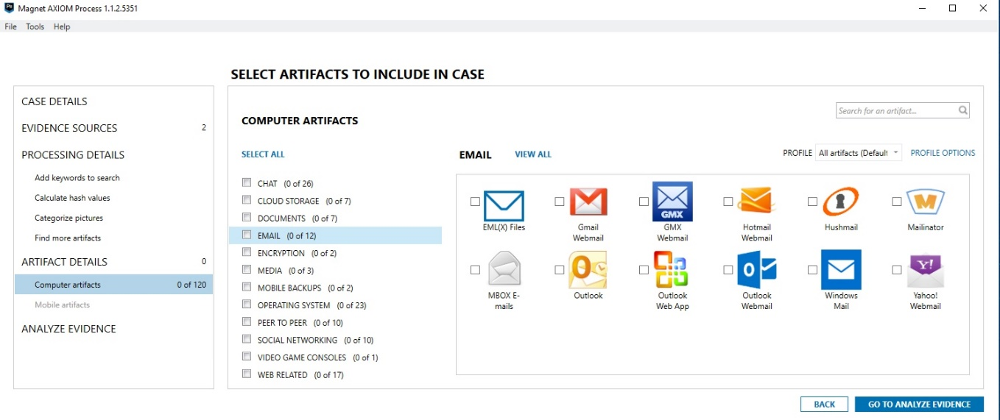 Magnet AXIOM Process 1.1.2.5351
File Tools Help
SELECT ARTIFACTS TO INCLUDE IN CASE
CASE DETAILS
EVIDENCE SOURCES 2
PROCESSING DETAILS
Add keywords to search
Calculate hash values
Categorize pictures
Find more artifacts
ARTIFACT DETAILS 0
Computer artifacts 0 of 120
Mobile artifacts
ANALYZE EVIDENCE
COMPUTER ARTIFACTS
Search for an artifact...
SELECT ALL
CHAT (0 of 26)
CLOUD STORAGE (0 of 7)
DOCUMENTS (0 of 7)
EMAIL (0 of 12)
ENCRYPTION (0 of 2)
MEDIA (0 of 3)
MOBILE BACKUPS (0 of 2)
OPERATING SYSTEM (0 of 23)
PEER TO PEER (0 of 10)
SOCIAL NETWORKING (0 of 10)
VIDEO GAME CONSOLES (0 of 1)
WEB RELATED (0 of 17)
EMAIL VIEW ALL
PROFILE All artifacts (Default PROFILE OPTIONS
EML(X) Files
Gmail
Webmail
GMX
GMX
Webmail
Hotmail
Webmail
Hushmail
M
Mailinator
MBOX E-
mails
Outlook
Outlook
Web App
Outlook
Webmail
Windows
Mail
Y!
Yahoo!
Webmail
BACK
GO TO ANALYZE EVIDENCE